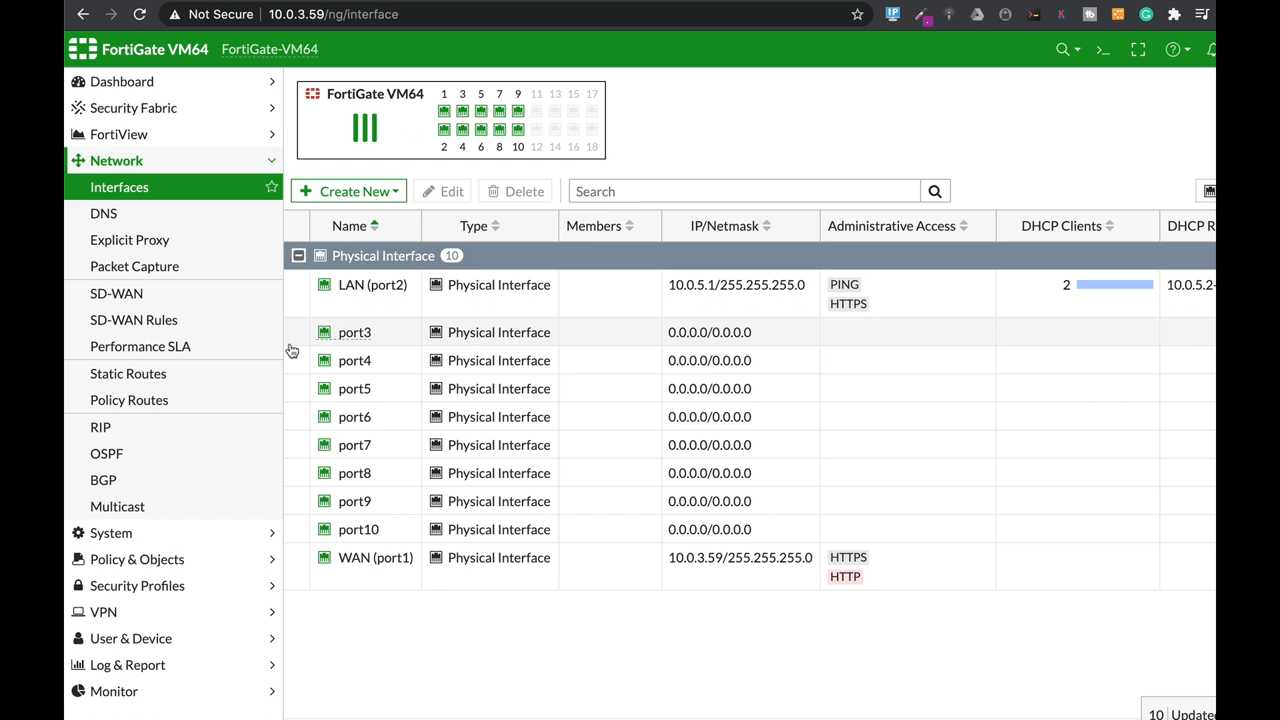 Not Secure 10.0.3.59/ng/interface
FortiGate VM64 FortiGate-VM64
Dashboard
Security Fabric
FortiView
Network
Interfaces
DNS
Explicit Proxy
Packet Capture
SD-WAN
SD-WAN Rules
Performance SLA
Static Routes
Policy Routes
RIP
OSPF
BGP
Multicast
System
Policy & Objects
Security Profiles
VPN
User & Device
Log & Report
Monitor
FortiGate VM64 1 3 5 7 9 11 13 15 17
2 4 6 8 10 12 14 16 18
+ Create New Edit Delete Search
Name Type Members IP/Netmask Administrative Access DHCP Clients DHCP R
Physical Interface 10
LAN (port2) Physical Interface 10.0.5.1/255.255.255.0 PING 2 10.0.5.2-
HTTPS
port3 Physical Interface 0.0.0.0/0.0.0.0
port4 Physical Interface 0.0.0.0/0.0.0.0
port5 Physical Interface 0.0.0.0/0.0.0.0
port6 Physical Interface 0.0.0.0/0.0.0.0
port7 Physical Interface 0.0.0.0/0.0.0.0
port8 Physical Interface 0.0.0.0/0.0.0.0
port9 Physical Interface 0.0.0.0/0.0.0.0
port10 Physical Interface 0.0.0.0/0.0.0.0
WAN (port1) Physical Interface 10.0.3.59/255.255.255.0 HTTPS
HTTP
10 Update